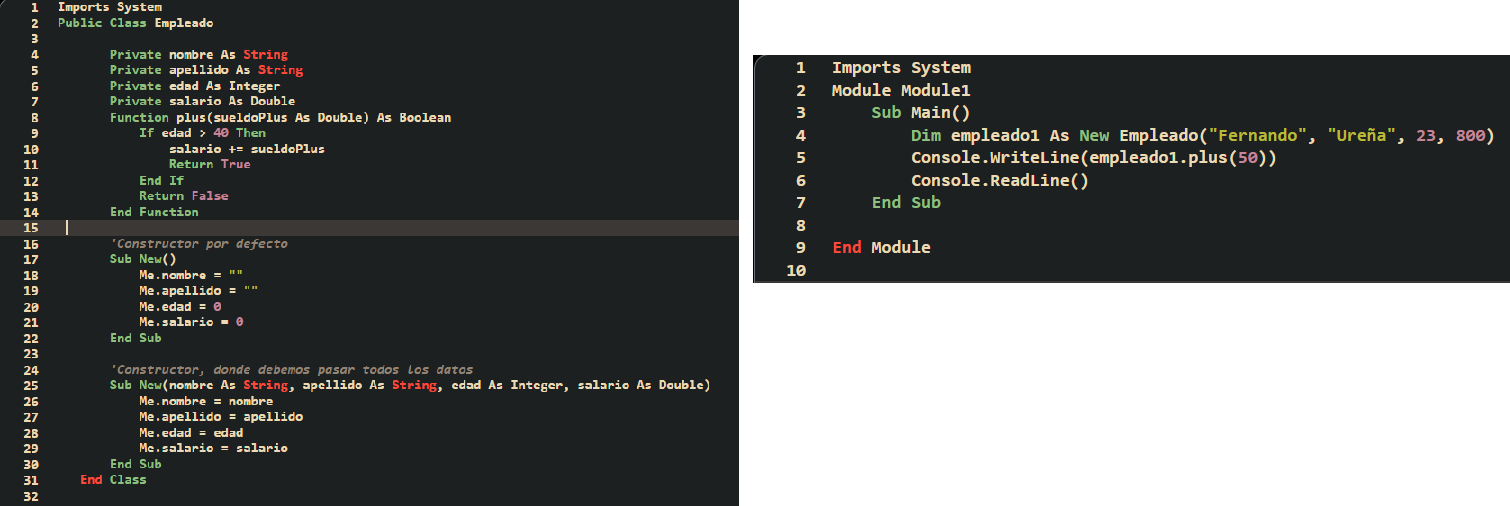 1 Imports System
2 Public Class Empleado
3
4 Private nombre As String
5 Private apellido As String
6 Private edad As Integer
7 Private salario As Double
8 Function plus(sueldoPlus As Double) As Boolean
9 If edad > 40 Then
10 salario += sueldoPlus
11 Return True
12 End If
13 Return False
14 End Function
15
16 'Constructor por defecto
17 Sub New()
18 Me.nombre = ""
19 Me.apellido = ""
20 Me.edad = 0
21 Me.salario = 0
22 End Sub
23
24 'Constructor, donde debemos pasar todos los datos
25 Sub New(nombre As String, apellido As String, edad As Integer, salario As Double)
26 Me.nombre = nombre
27 Me.apellido = apellido
28 Me.edad = edad
29 Me.salario = salario
30 End Sub
31 End Class
32
1 Imports System
2 Module Module1
3 Sub Main()
4 Dim empleado1 As New Empleado("Fernando", "Ureña", 23, 800)
5 Console.WriteLine(empleado1.plus(50))
6 Console.ReadLine()
7 End Sub
8
9 End Module
10